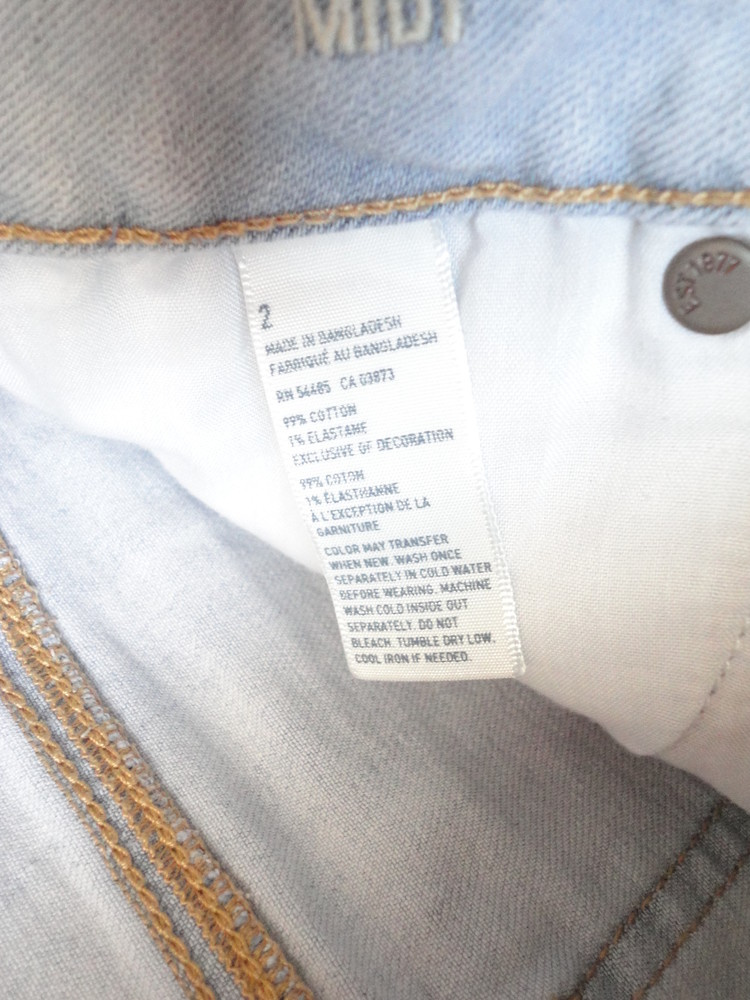 MIDI
EST 1877
2
MADE IN BANGLADESH
FABRIQUÉ AU BANGLADESH
RN 54485 CA 03873
99% COTTON
1% ELASTANE
EXCLUSIVE OF DECORATION
99% COTON
1% ÉLASTHANNE
À L'EXCEPTION DE LA
GARNITURE
COLOR MAY TRANSFER
WHEN NEW. WASH ONCE
SEPARATELY IN COLD WATER
BEFORE WEARING. MACHINE
WASH COLD INSIDE OUT
SEPARATELY. DO NOT
BLEACH. TUMBLE DRY LOW.
COOL IRON IF NEEDED.